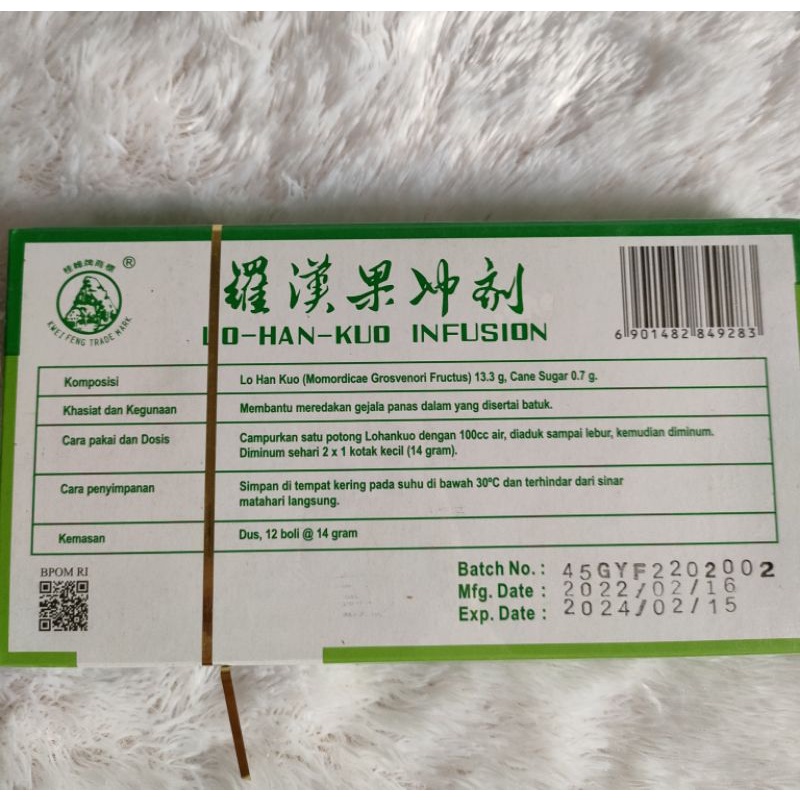 桂峰牌商標 ®
KWEI FENG TRADE MARK
羅漢果冲剂
LO-HAN-KUO INFUSION
6 901482 849283
Komposisi
Lo Han Kuo (Momordicae Grosvenori Fructus) 13.3 g, Cane Sugar 0.7 g.
Khasiat dan Kegunaan
Membantu meredakan gejala panas dalam yang disertai batuk.
Cara pakai dan Dosis
Campurkan satu potong Lohankuo dengan 100cc air, diaduk sampai lebur, kemudian diminum.
Diminum sehari 2 x 1 kotak kecil (14 gram).
Cara penyimpanan
Simpan di tempat kering pada suhu di bawah 30ºC dan terhindar dari sinar
matahari langsung.
Kemasan
Dus, 12 boli @ 14 gram
BPOM RI
Batch No. : 45GYF2202002
Mfg. Date : 2022/02/16
Exp. Date : 2024/02/15